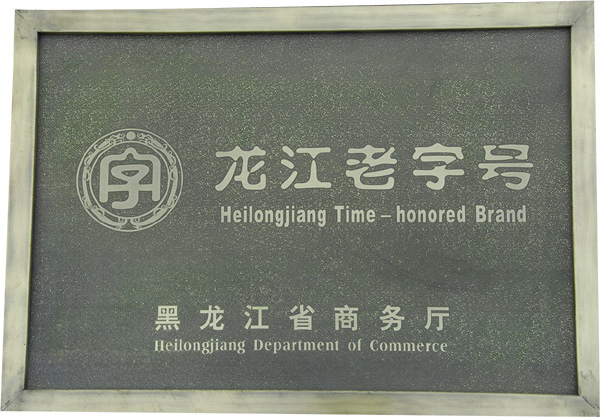 字
龙江老字号
Heilongjiang Time-honored Brand
黑龙江省商务厅
Heilongjiang Department of Commerce